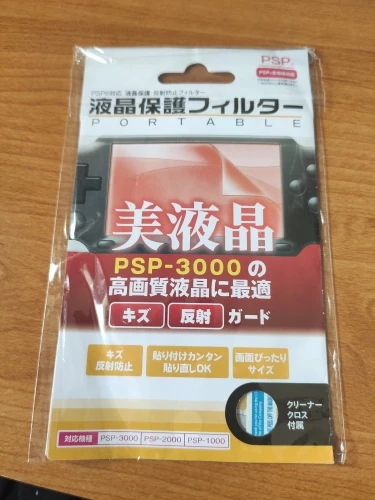 PSP
PSP®対応 液晶保護 反射防止フィルター
液晶保護フィルター
PORTABLE
美液晶
PSP-3000の
高画質液晶に最適
キズ 反射 ガード
キズ
反射防止
貼り付けカンタン
貼り直しOK
画面ぴったり
サイズ
クリーナー
クロス
付属
対応機種 PSP-3000 PSP-2000 PSP-1000